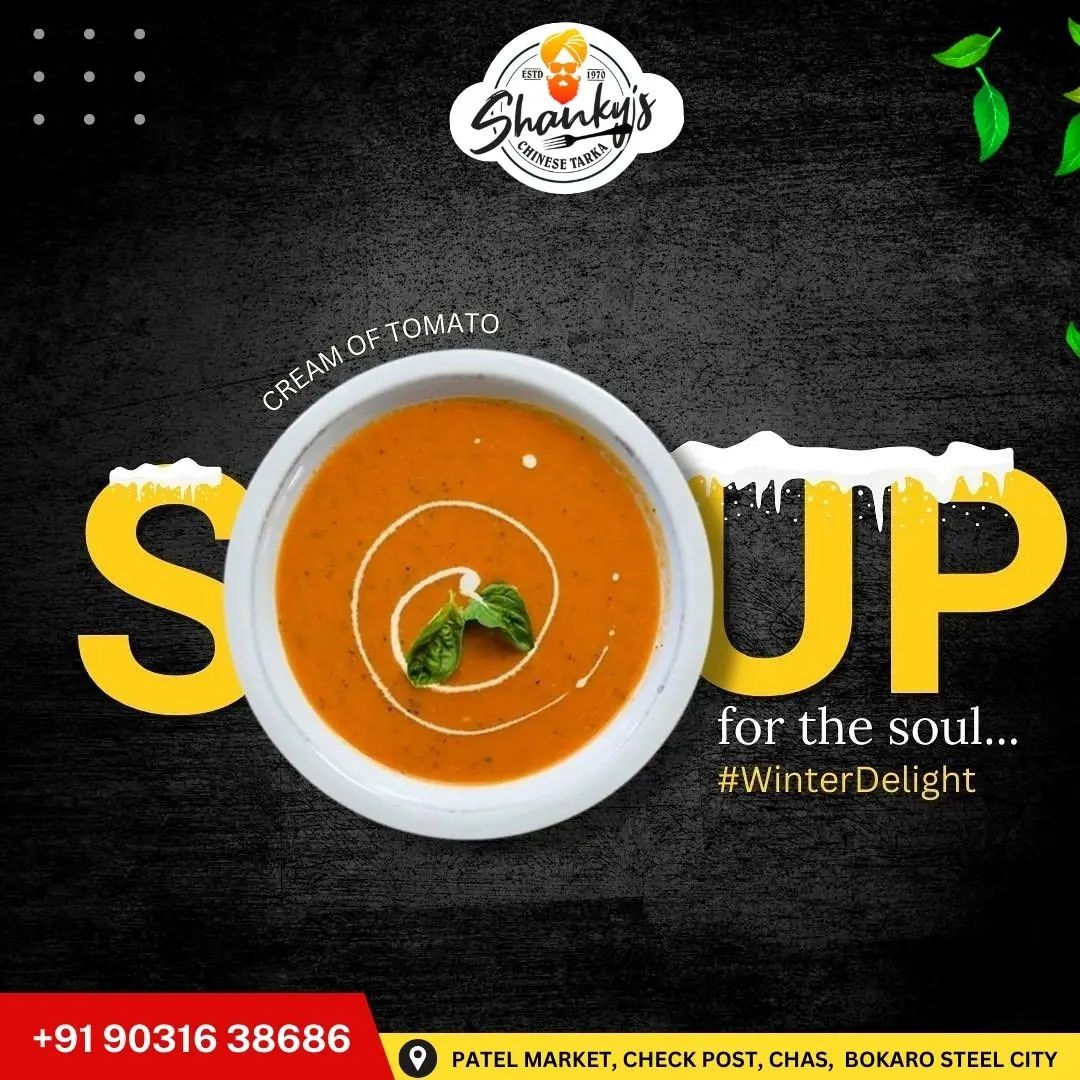 ESTD 1970
Shanky's
CHINESE TARKA
CREAM OF TOMATO
S UP
for the soul...
#WinterDelight
+91 90316 38686
PATEL MARKET, CHECK POST, CHAS, BOKARO STEEL CITY